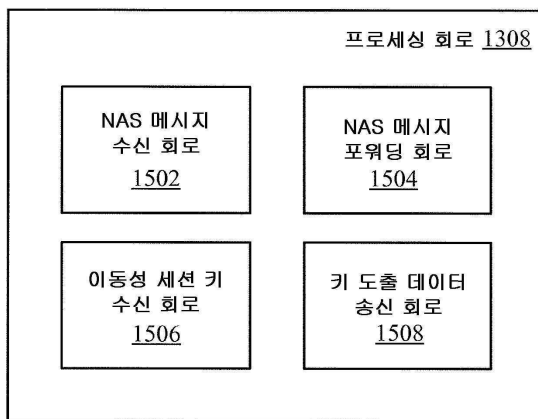 프로세싱 회로 1308
NAS 메시지
수신 회로
1502
NAS 메시지
포워딩 회로
1504
이동성 세션 키
수신 회로
1506
키 도출 데이터
송신 회로
1508